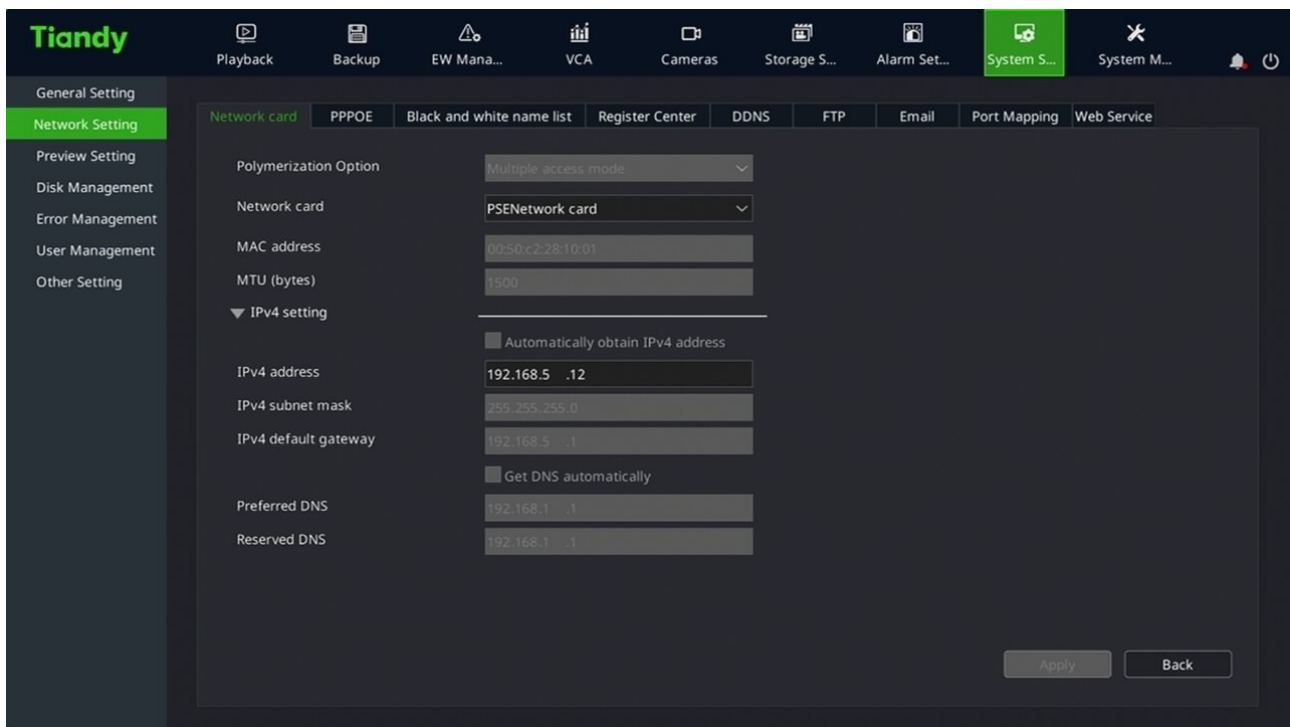 Tiandy
Playback
Backup
EW Mana...
VCA
Cameras
Storage S...
Alarm Set...
System S...
System M...
General Setting
Network Setting
Preview Setting
Disk Management
Error Management
User Management
Other Setting
Network card
PPPOE
Black and white name list
Register Center
DDNS
FTP
Email
Port Mapping
Web Service
Polymerization Option
Multiple access mode
Network card
PSENetwork card
MAC address
00:50:c2:28:10:01
MTU (bytes)
1500
IPv4 setting
Automatically obtain IPv4 address
IPv4 address
192.168.5 .12
IPv4 subnet mask
255.255.255.0
IPv4 default gateway
192.168.5 .1
Get DNS automatically
Preferred DNS
192.168.1 .1
Reserved DNS
192.168.1 .1
Apply
Back